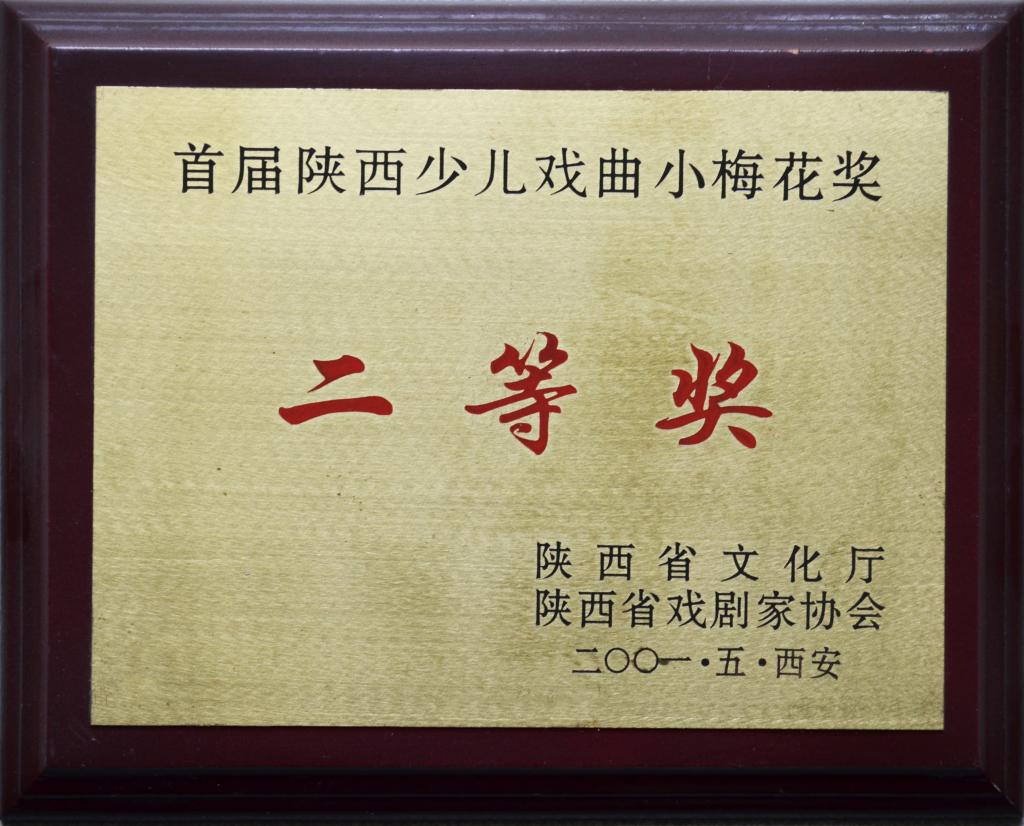 首届陕西少儿戏曲小梅花奖
二等奖
陕西省文化厅
陕西省戏剧家协会
二〇〇一·五·西安